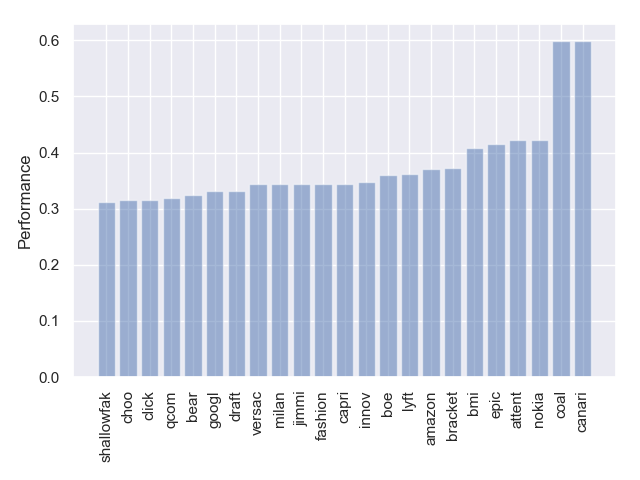 0.6
0.5
0.4
0.3
0.2
0.1
0.0
Performance
shallowfak
choo
dick
qcom
bear
googl
draft
versac
milan
jimmi
fashion
capri
innov
boe
lyft
amazon
bracket
bmi
epic
attent
nokia
coal
canari